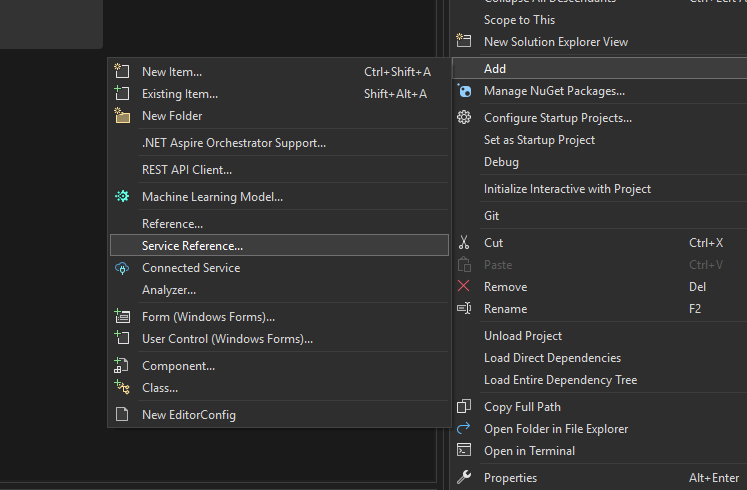 New Item... Ctrl+Shift+A
Existing Item... Shift+Alt+A
New Folder
.NET Aspire Orchestrator Support...
REST API Client...
Machine Learning Model...
Reference...
Service Reference...
Connected Service
Analyzer...
Form (Windows Forms)...
User Control (Windows Forms)...
Component...
Class...
New EditorConfig
Scope to This
New Solution Explorer View
Add
Manage NuGet Packages...
Configure Startup Projects...
Set as Startup Project
Debug
Initialize Interactive with Project
Git
Cut Ctrl+X
Paste Ctrl+V
Remove Del
Rename F2
Unload Project
Load Direct Dependencies
Load Entire Dependency Tree
Copy Full Path
Open Folder in File Explorer
Open in Terminal
Properties Alt+Enter